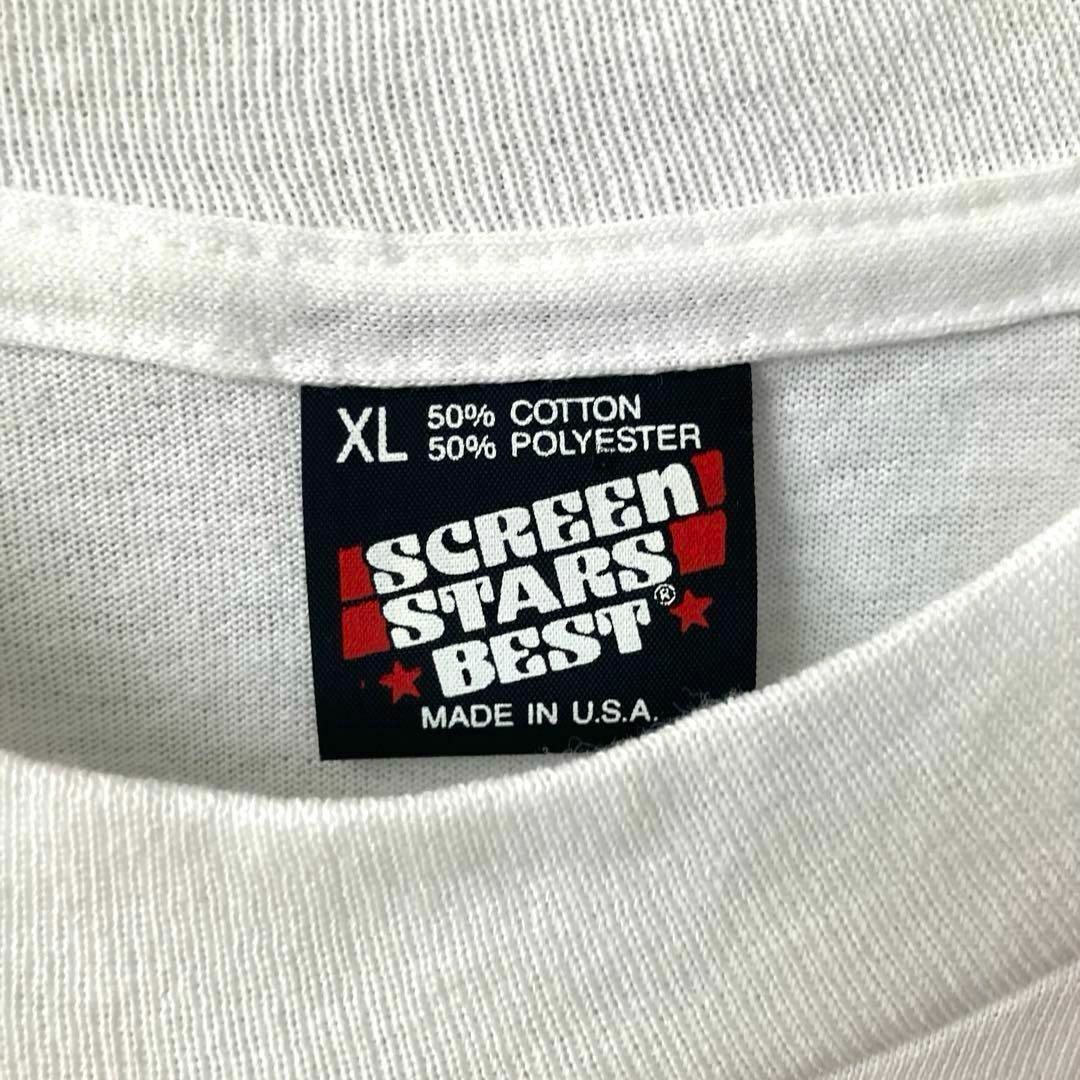 XL 50% COTTON
50% POLYESTER
SCREEn
STARS
BEST®
MADE IN U.S.A.